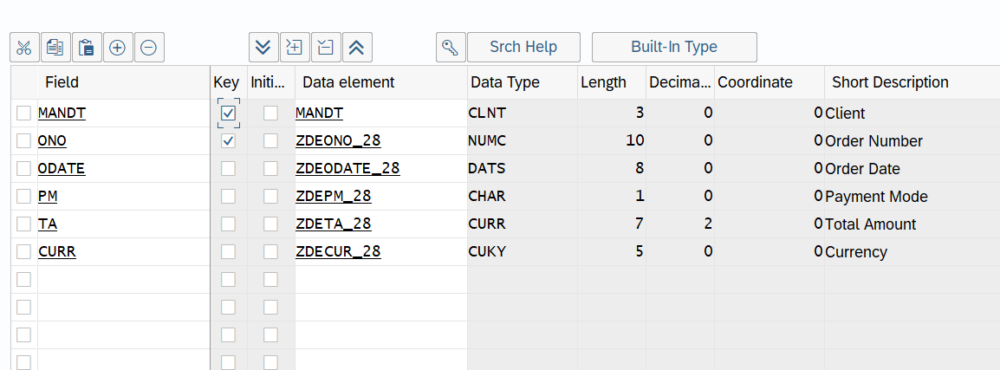 Srch Help Built-In Type
Field Key Initi... Data element Data Type Length Decima... Coordinate Short Description
MANDT MANDT CLNT 3 0 0 Client
ONO ZDEONO_28 NUMC 10 0 0 Order Number
ODATE ZDEODATE_28 DATS 8 0 0 Order Date
PM ZDEPM_28 CHAR 1 0 0 Payment Mode
TA ZDETA_28 CURR 7 2 0 Total Amount
CURR ZDECUR_28 CUKY 5 0 0 Currency